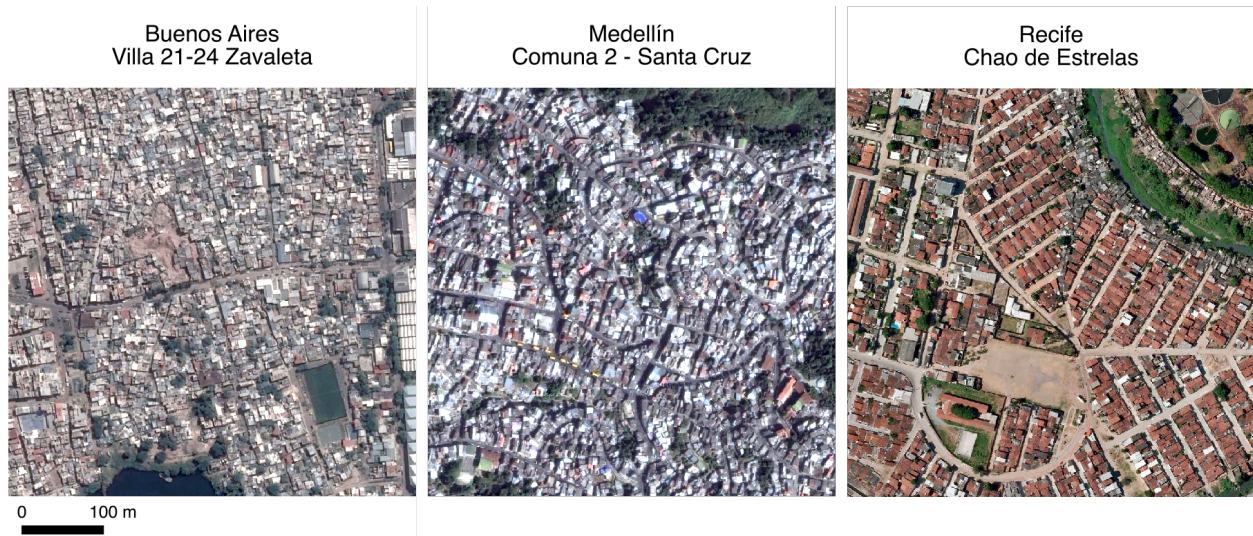 Buenos Aires
Villa 21-24 Zavaleta
Medellín
Comuna 2 - Santa Cruz
Recife
Chao de Estrelas
0 100 m